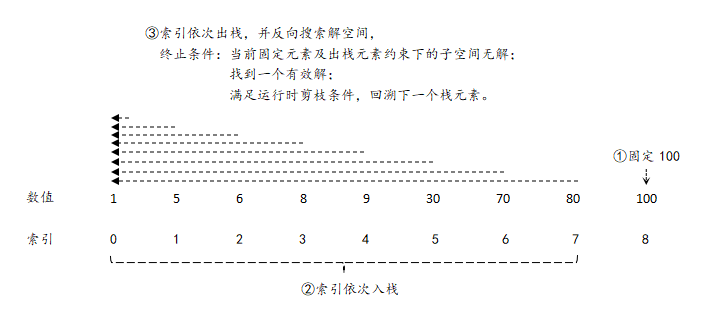 ③索引依次出栈，并反向搜索解空间，
终止条件：当前固定元素及出栈元素约束下的子空间无解；
找到一个有效解；
满足运行时剪枝条件，回溯下一个栈元素。
①固定 100
数值 1 5 6 8 9 30 70 80 100
索引 0 1 2 3 4 5 6 7 8
②索引依次入栈